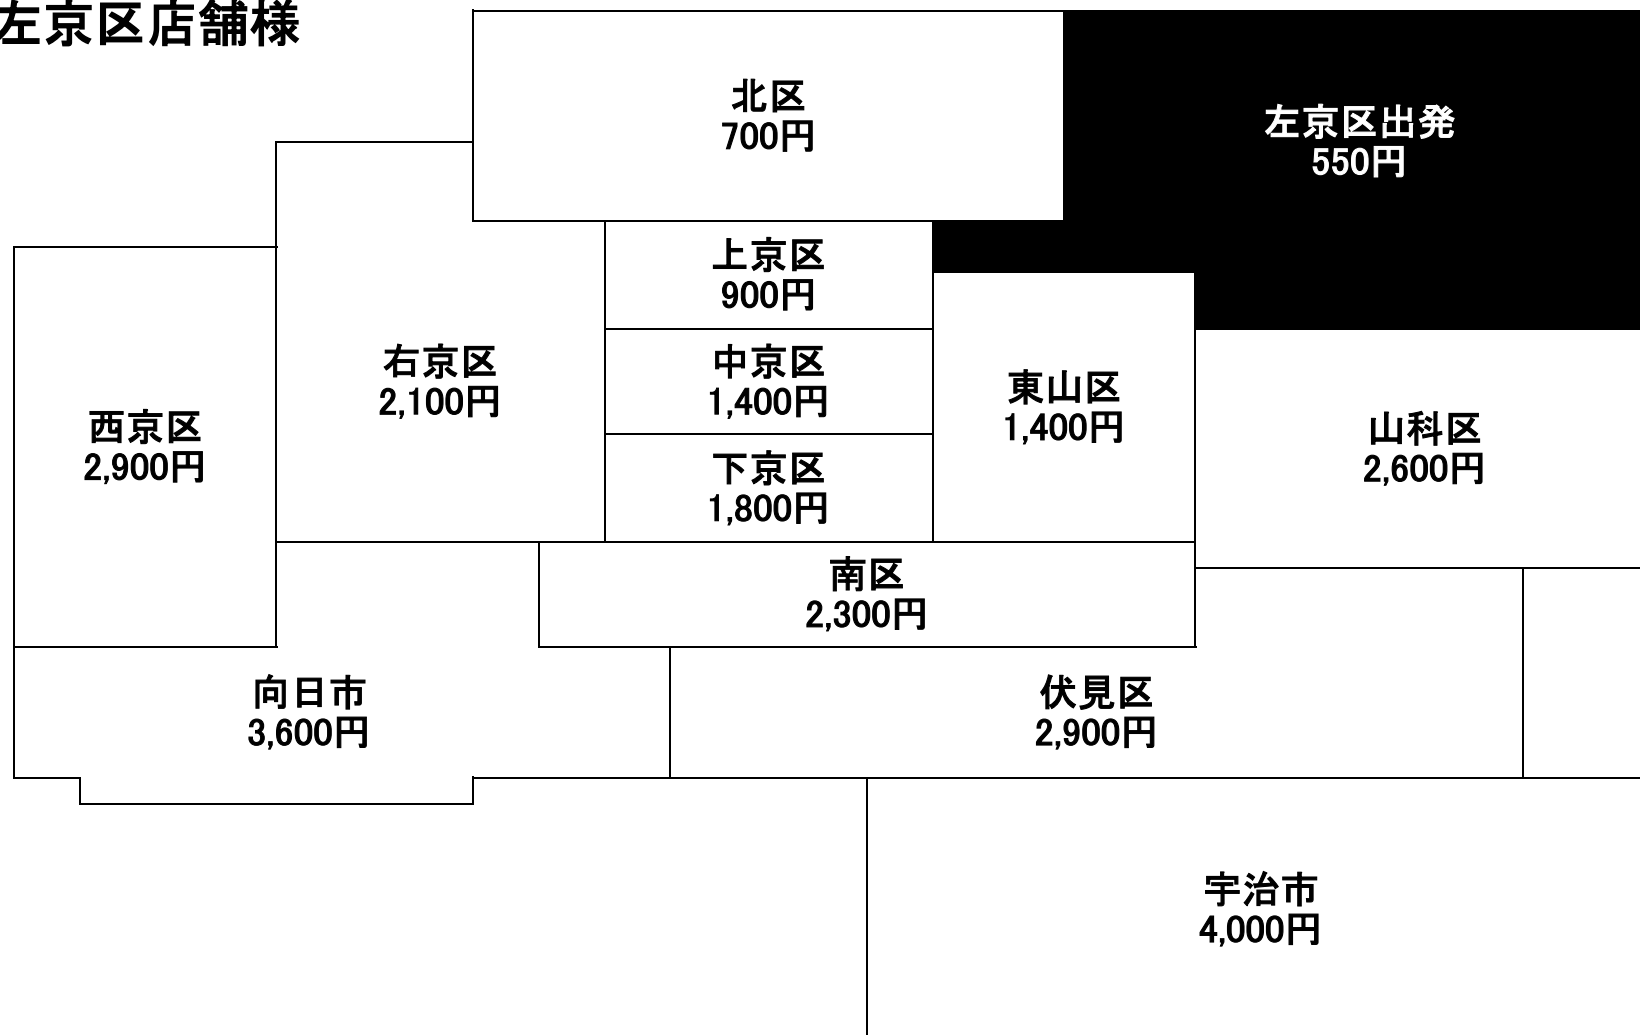 左京区店舗様
北区
700円
左京区出発
550円
上京区
900円
右京区
2,100円
中京区
1,400円
東山区
1,400円
西京区
2,900円
山科区
2,600円
下京区
1,800円
南区
2,300円
向日市
3,600円
伏見区
2,900円
宇治市
4,000円